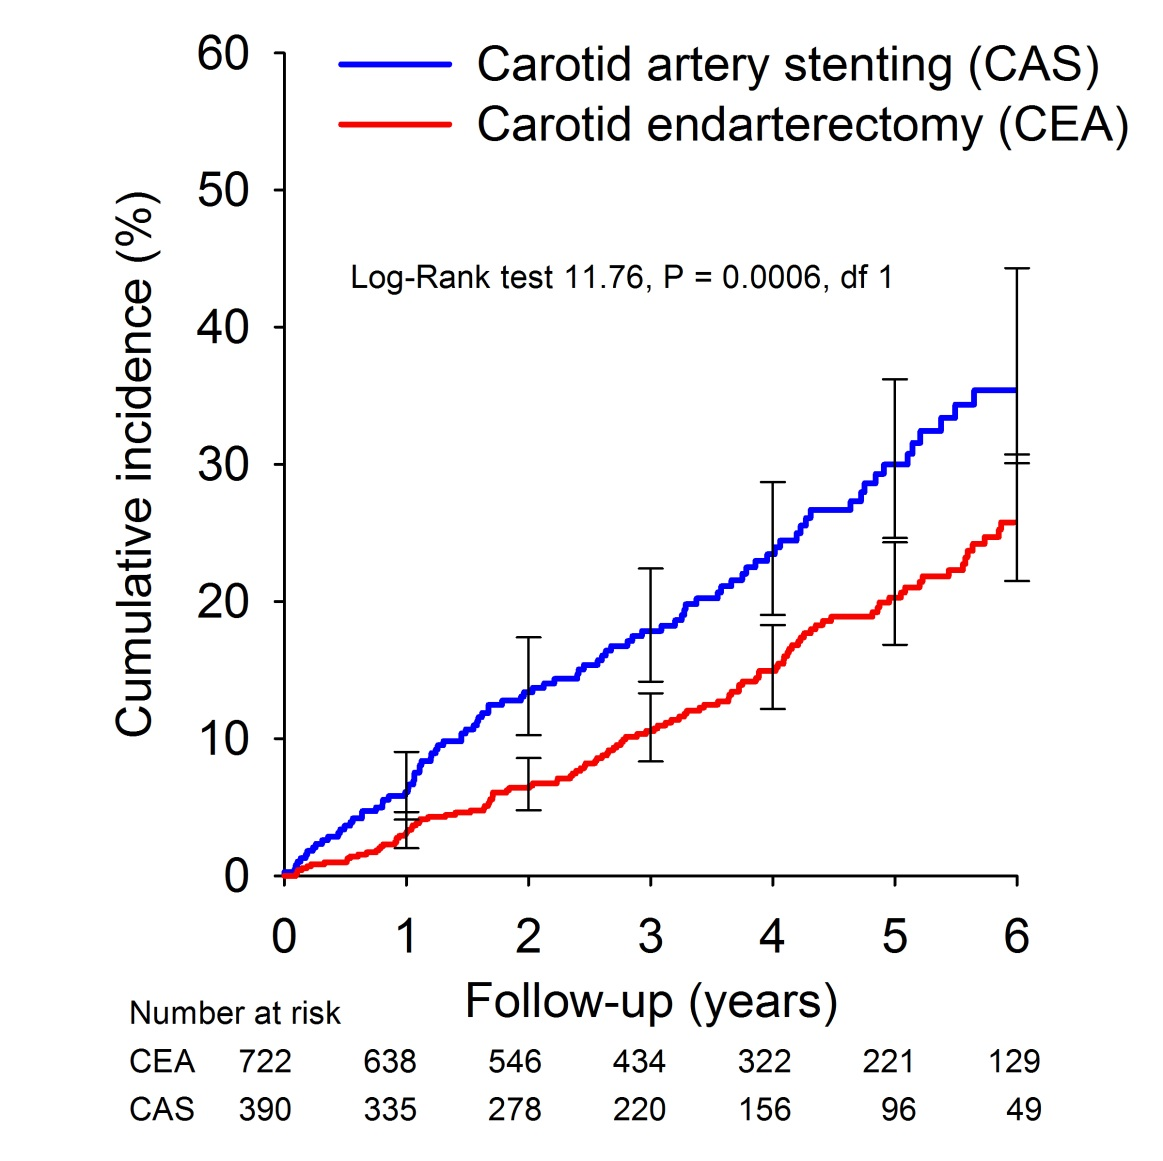 60
Carotid artery stenting (CAS)
Carotid endarterectomy (CEA)
50
Log-Rank test 11.76, P = 0.0006, df 1
40
Cumulative incidence (%)
30
20
10
0
0 1 2 3 4 5 6
Follow-up (years)
Number at risk
CEA 722 638 546 434 322 221 129
CAS 390 335 278 220 156 96 49